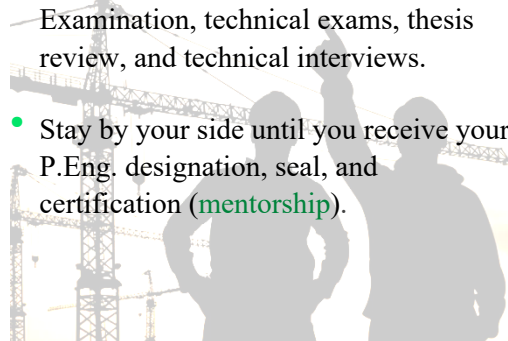 Examination, technical exams, thesis
review, and technical interviews.
• Stay by your side until you receive your
P.Eng. designation, seal, and
certification (mentorship).